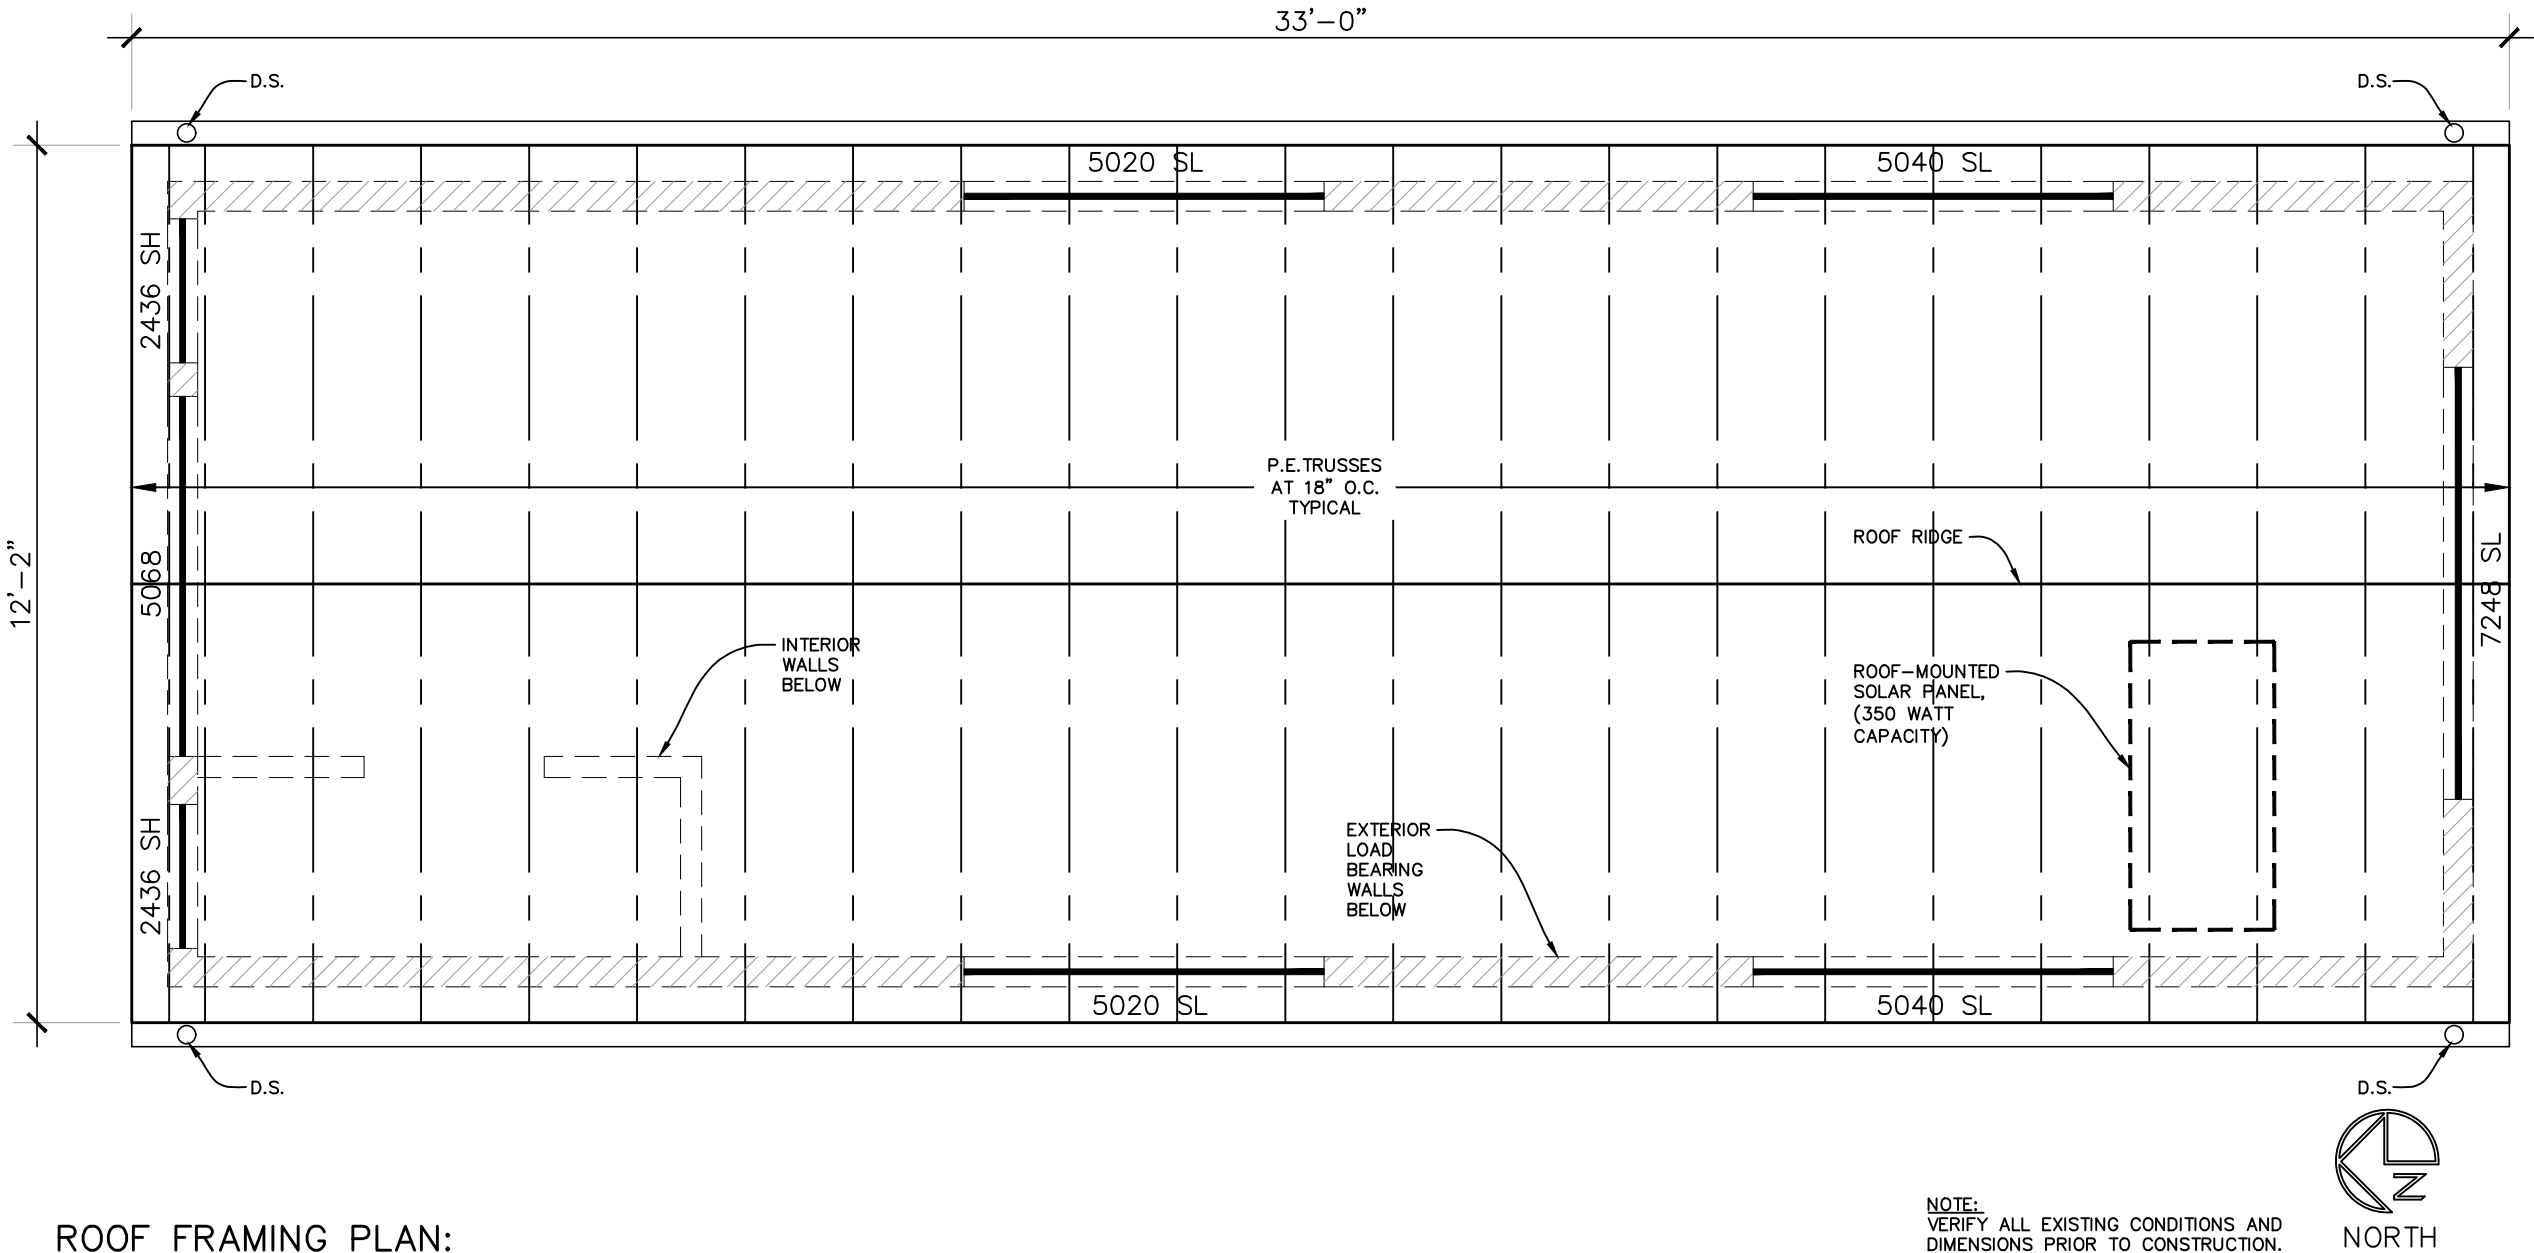 33'-0"
D.S.
D.S.
5020 SL
5040 SL
2436 SH
P.E.TRUSSES
AT 18" O.C.
TYPICAL
ROOF RIDGE
12'-2"
5068
7248 SL
INTERIOR
WALLS
BELOW
ROOF-MOUNTED
SOLAR PANEL,
(350 WATT
CAPACITY)
EXTERIOR
LOAD
BEARING
WALLS
BELOW
2436 SH
5020 SL
5040 SL
D.S.
D.S.
N
NORTH
NOTE:
VERIFY ALL EXISTING CONDITIONS AND
DIMENSIONS PRIOR TO CONSTRUCTION.
ROOF FRAMING PLAN: